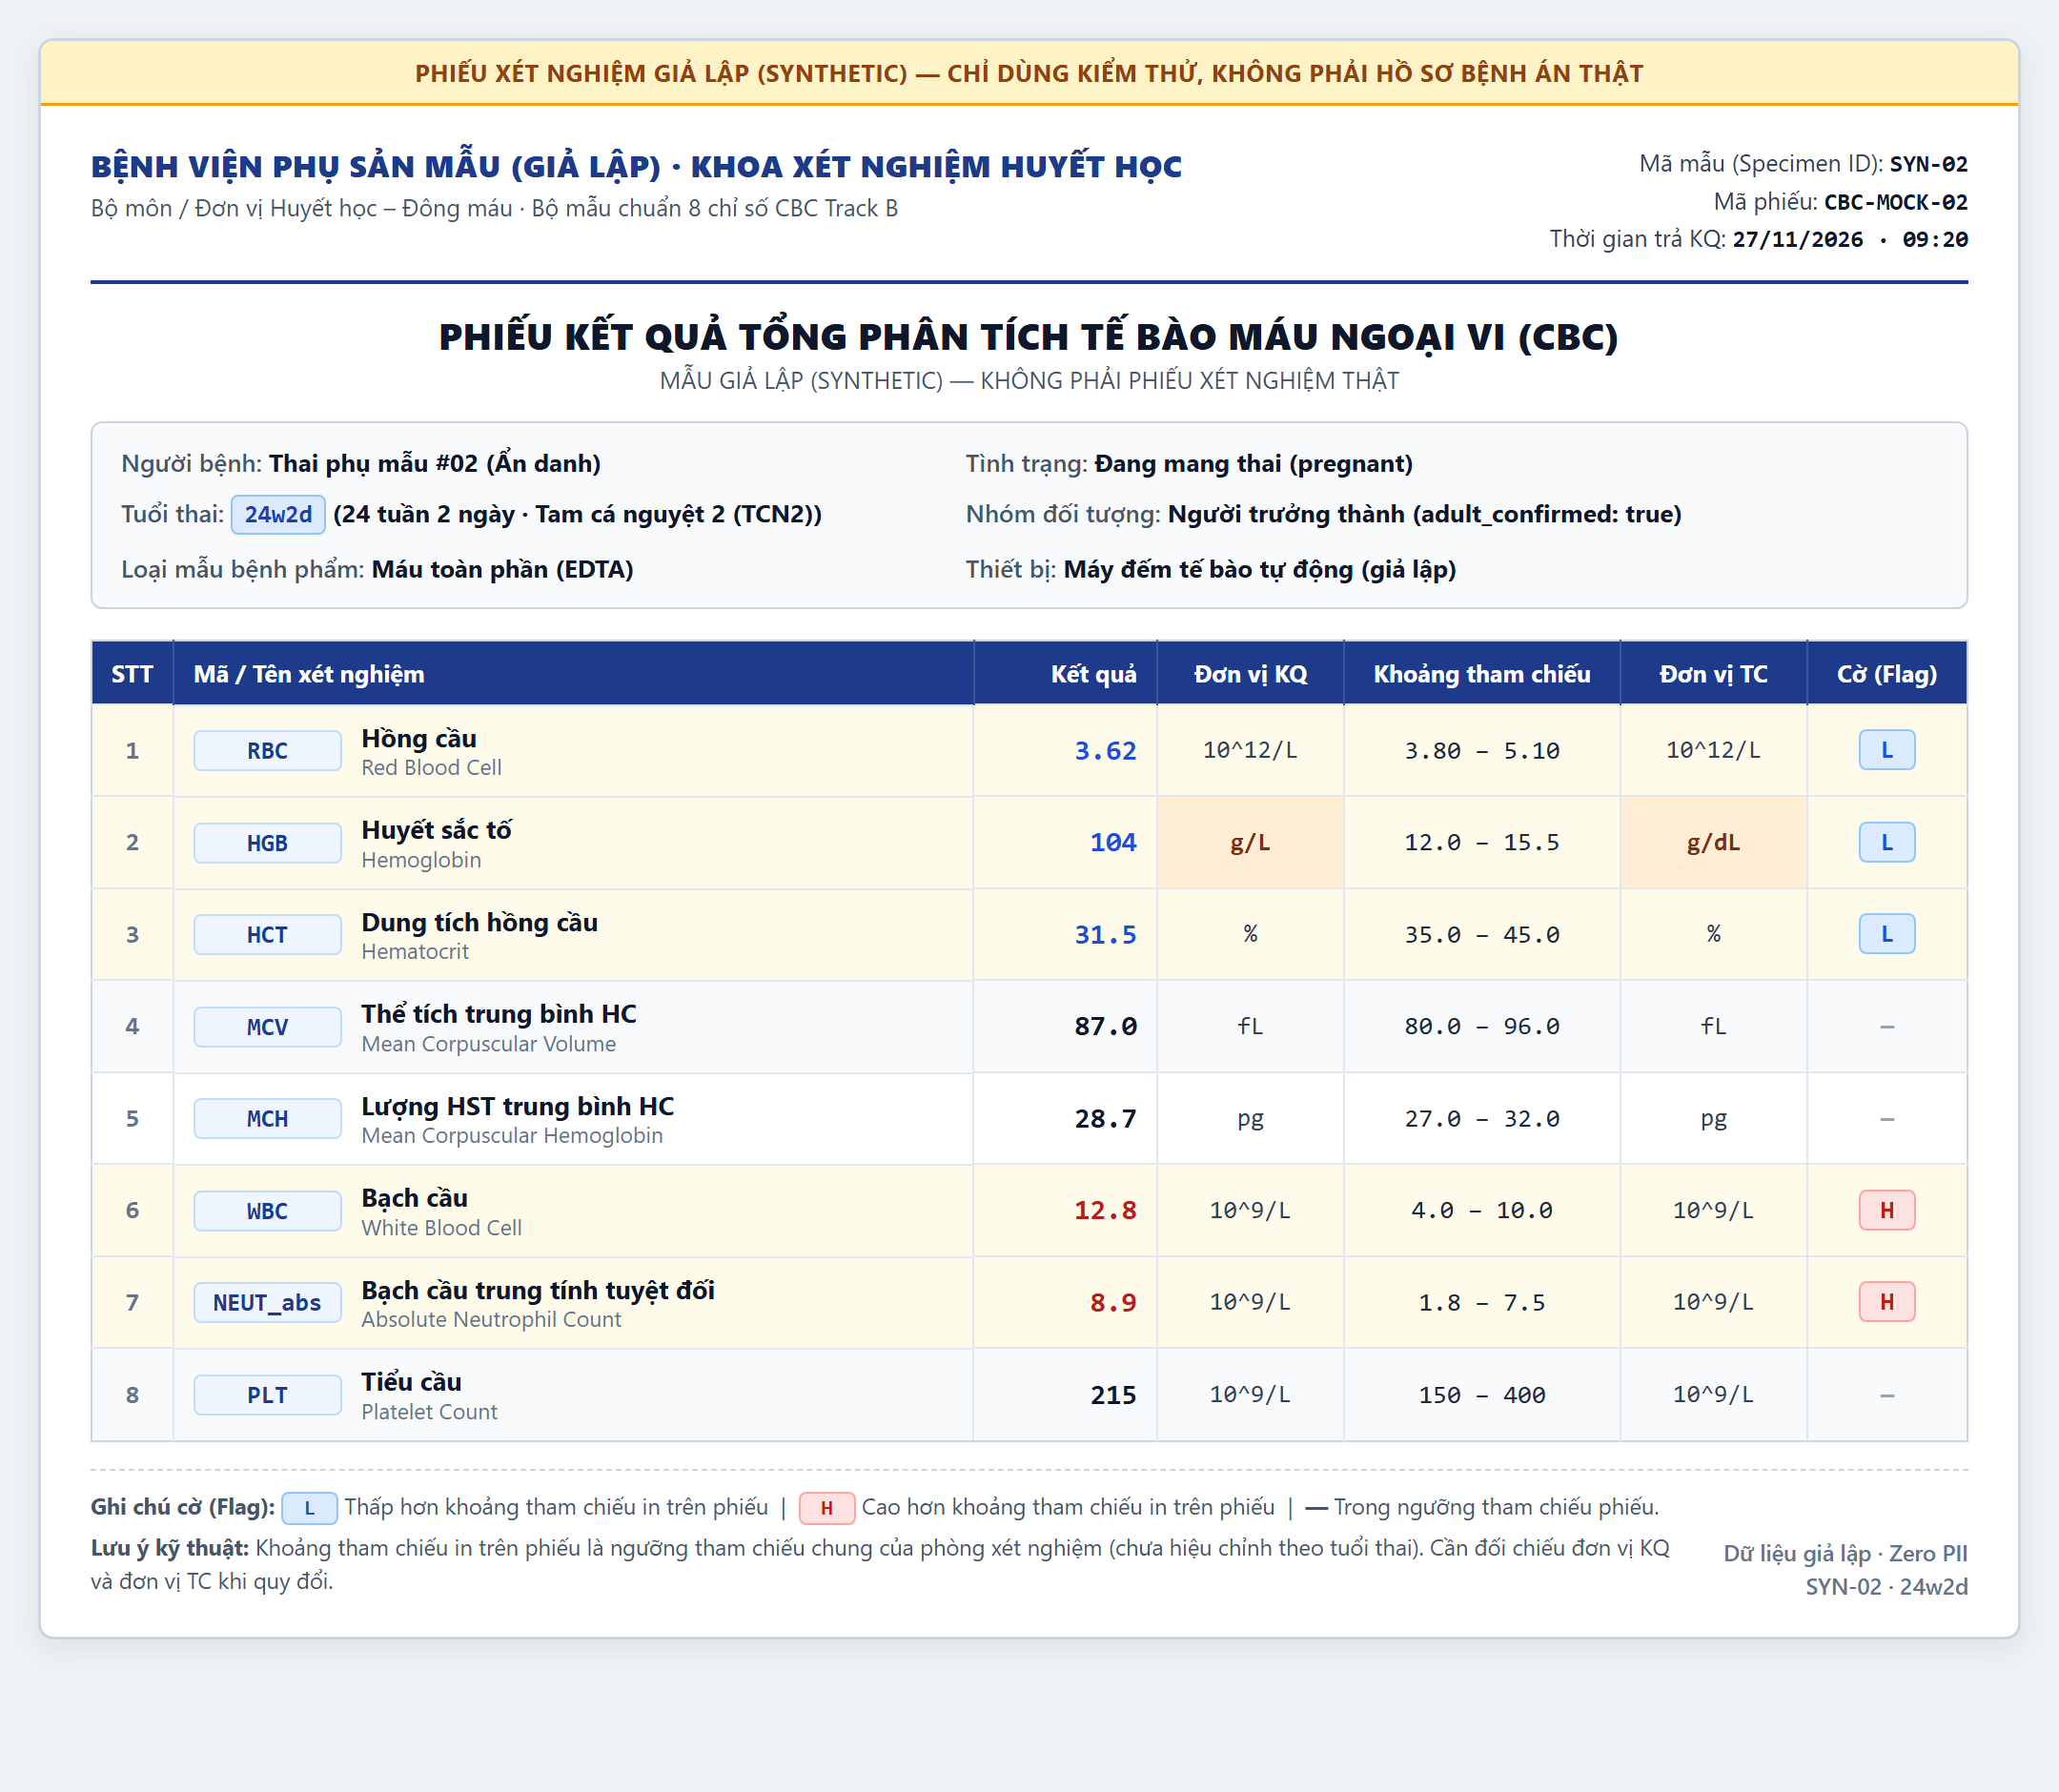 PHIẾU XÉT NGHIỆM GIẢ LẬP (SYNTHETIC) — CHỈ DÙNG KIỂM THỬ, KHÔNG PHẢI HỒ SƠ BỆNH ÁN THẬT
BỆNH VIỆN PHỤ SẢN MẪU (GIẢ LẬP) · KHOA XÉT NGHIỆM HUYẾT HỌC
Bộ môn / Đơn vị Huyết học – Đông máu · Bộ mẫu chuẩn 8 chỉ số CBC Track B
Mã mẫu (Specimen ID): SYN-02
Mã phiếu: CBC-MOCK-02
Thời gian trả KQ: 27/11/2026 · 09:20
PHIẾU KẾT QUẢ TỔNG PHÂN TÍCH TẾ BÀO MÁU NGOẠI VI (CBC)
MẪU GIẢ LẬP (SYNTHETIC) — KHÔNG PHẢI PHIẾU XÉT NGHIỆM THẬT
Người bệnh: Thai phụ mẫu #02 (Ẩn danh)
Tình trạng: Đang mang thai (pregnant)
Tuổi thai: 24w2d (24 tuần 2 ngày · Tam cá nguyệt 2 (TCN2))
Nhóm đối tượng: Người trưởng thành (adult_confirmed: true)
Loại mẫu bệnh phẩm: Máu toàn phần (EDTA)
Thiết bị: Máy đếm tế bào tự động (giả lập)
STT Mã / Tên xét nghiệm Kết quả Đơn vị KQ Khoảng tham chiếu Đơn vị TC Cờ (Flag)
1 RBC Hồng cầu 3.62 10^12/L 3.80 – 5.10 10^12/L L
Red Blood Cell
2 HGB Huyết sắc tố 104 g/L 12.0 – 15.5 g/dL L
Hemoglobin
3 HCT Dung tích hồng cầu 31.5 % 35.0 – 45.0 % L
Hematocrit
4 MCV Thể tích trung bình HC 87.0 fL 80.0 – 96.0 fL —
Mean Corpuscular Volume
5 MCH Lượng HST trung bình HC 28.7 pg 27.0 – 32.0 pg —
Mean Corpuscular Hemoglobin
6 WBC Bạch cầu 12.8 10^9/L 4.0 – 10.0 10^9/L H
White Blood Cell
7 NEUT_abs Bạch cầu trung tính tuyệt đối 8.9 10^9/L 1.8 – 7.5 10^9/L H
Absolute Neutrophil Count
8 PLT Tiểu cầu 215 10^9/L 150 – 400 10^9/L —
Platelet Count
Ghi chú cờ (Flag): L Thấp hơn khoảng tham chiếu in trên phiếu | H Cao hơn khoảng tham chiếu in trên phiếu | — Trong ngưỡng tham chiếu phiếu.
Lưu ý kỹ thuật: Khoảng tham chiếu in trên phiếu là ngưỡng tham chiếu chung của phòng xét nghiệm (chưa hiệu chỉnh theo tuổi thai). Cần đối chiếu đơn vị KQ
và đơn vị TC khi quy đổi.
Dữ liệu giả lập · Zero PII
SYN-02 · 24w2d